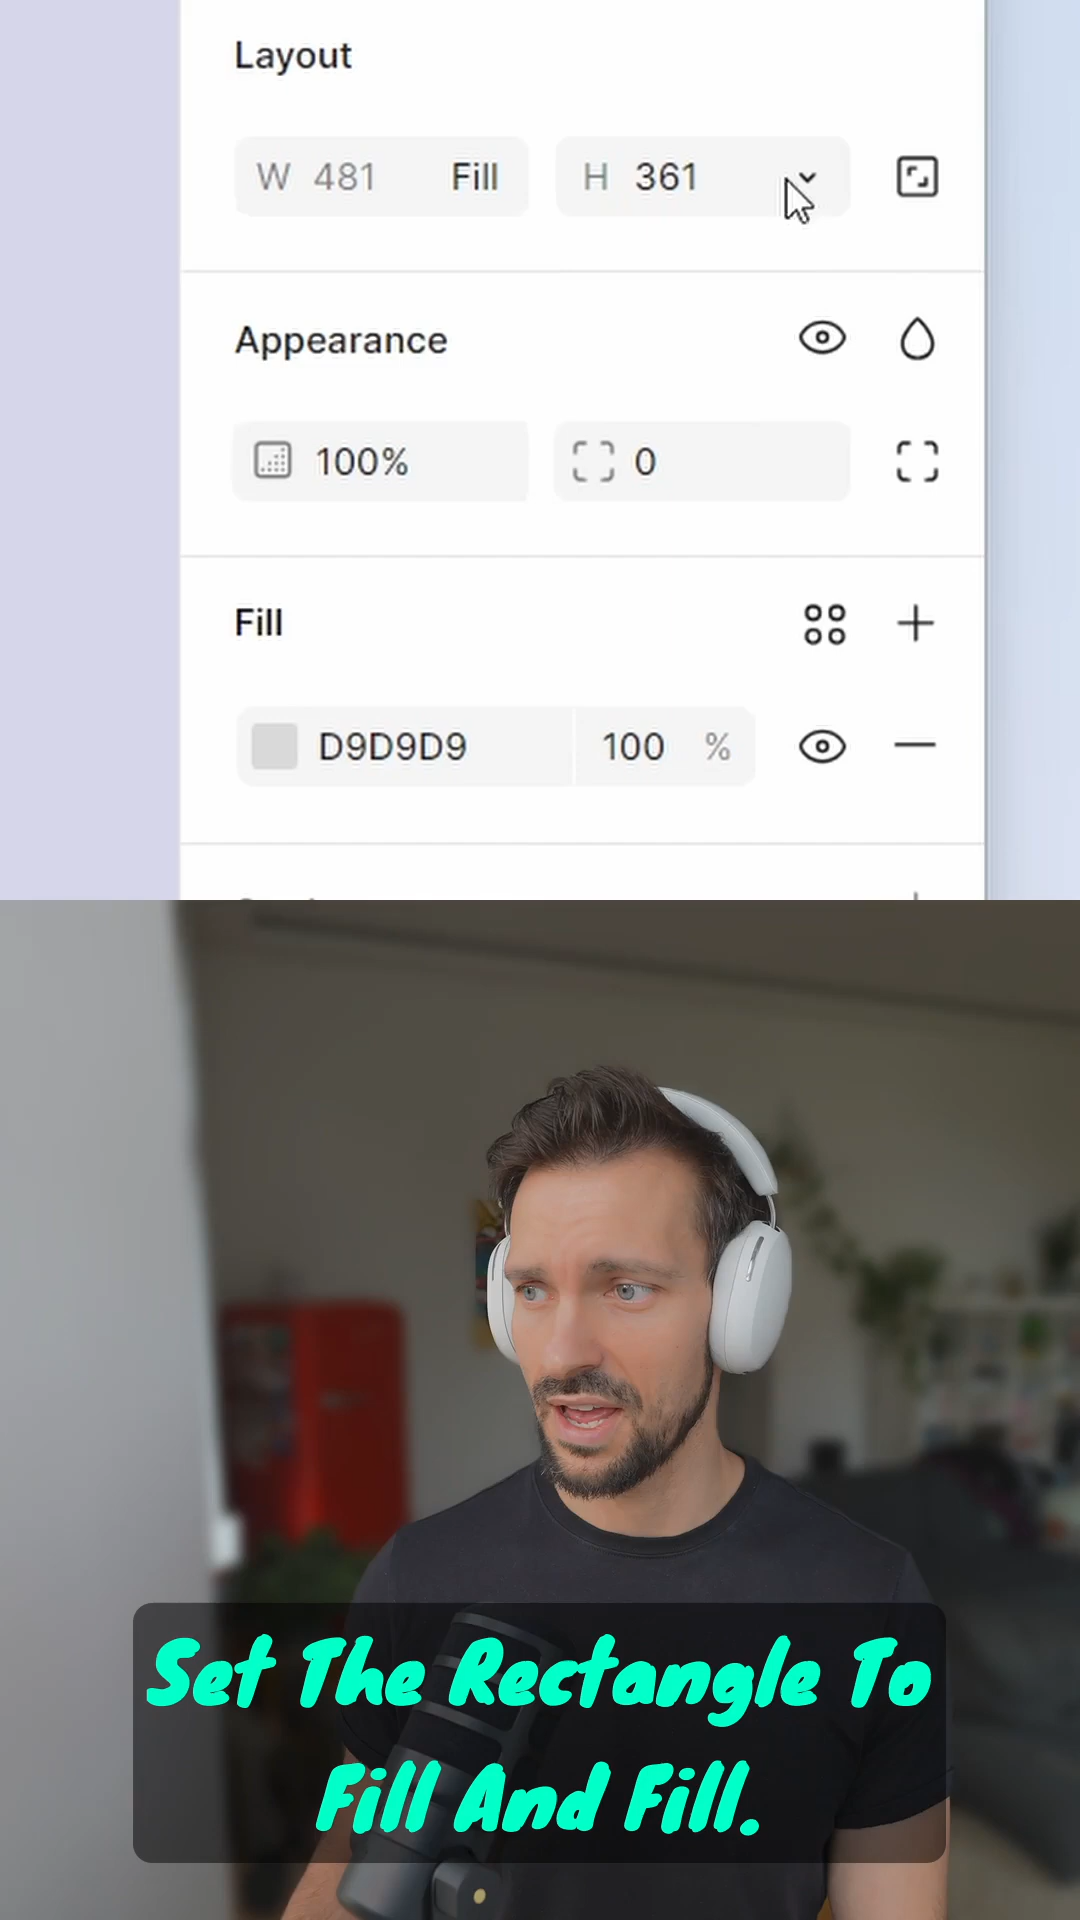 Layout
W 481 Fill H 361
Appearance
100% 0
Fill
D9D9D9 100 %
Set The Rectangle To
Fill And Fill.